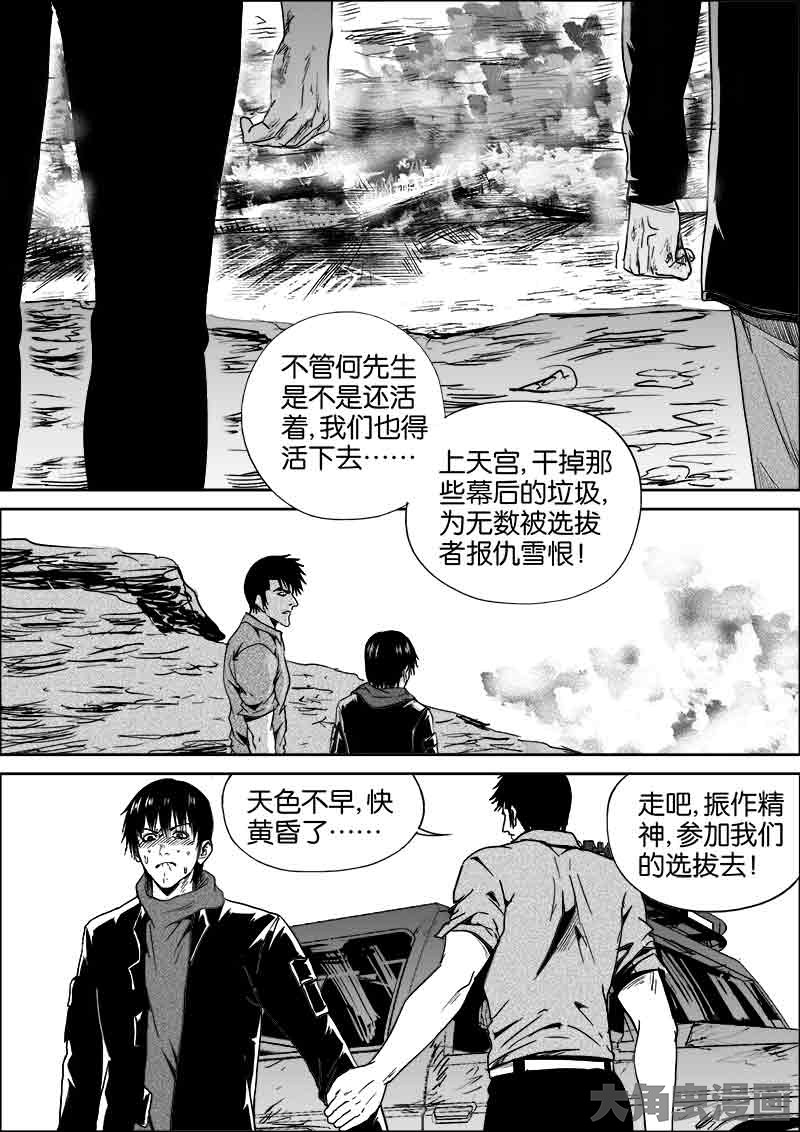 不管何先生
是不是还活
着,我们也得
活下去……
上天宫,干掉那
些幕后的垃圾,
为无数被选拔
者报仇雪恨!
天色不早,快
黄昏了……
走吧,振作精
神,参加我们
的选拔去!
大角虫漫画